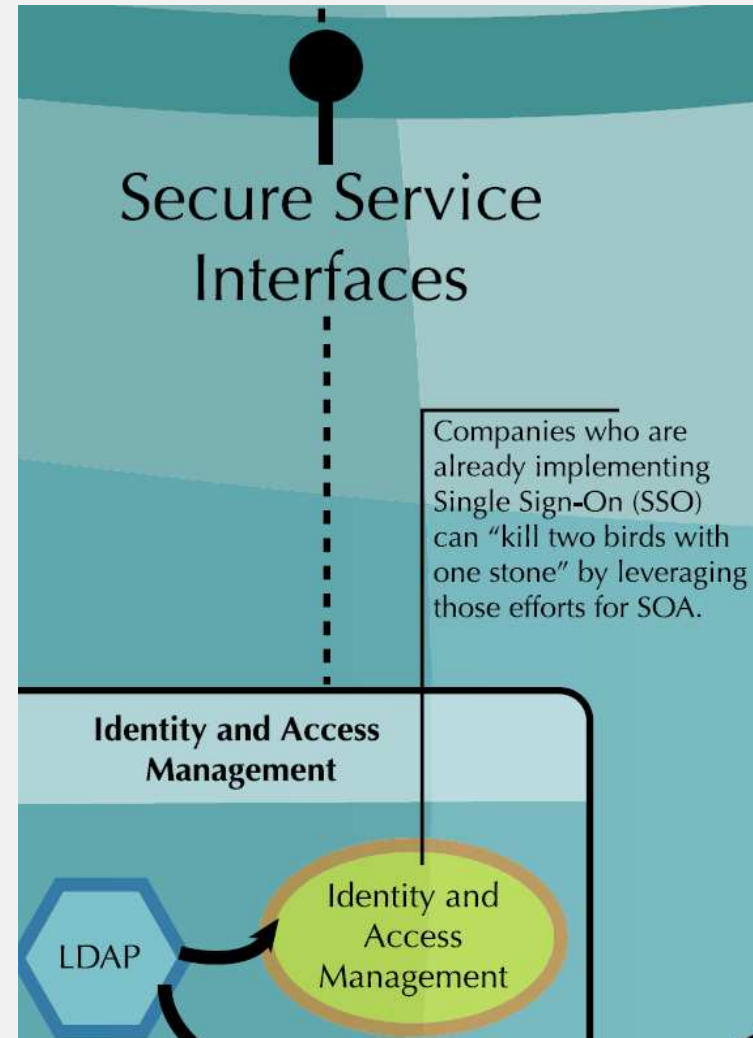 Secure Service
Interfaces
Companies who are
already implementing
Single Sign-On (SSO)
can “kill two birds with
one stone” by leveraging
those efforts for SOA.
Identity and Access
Management
LDAP
Identity and
Access
Management